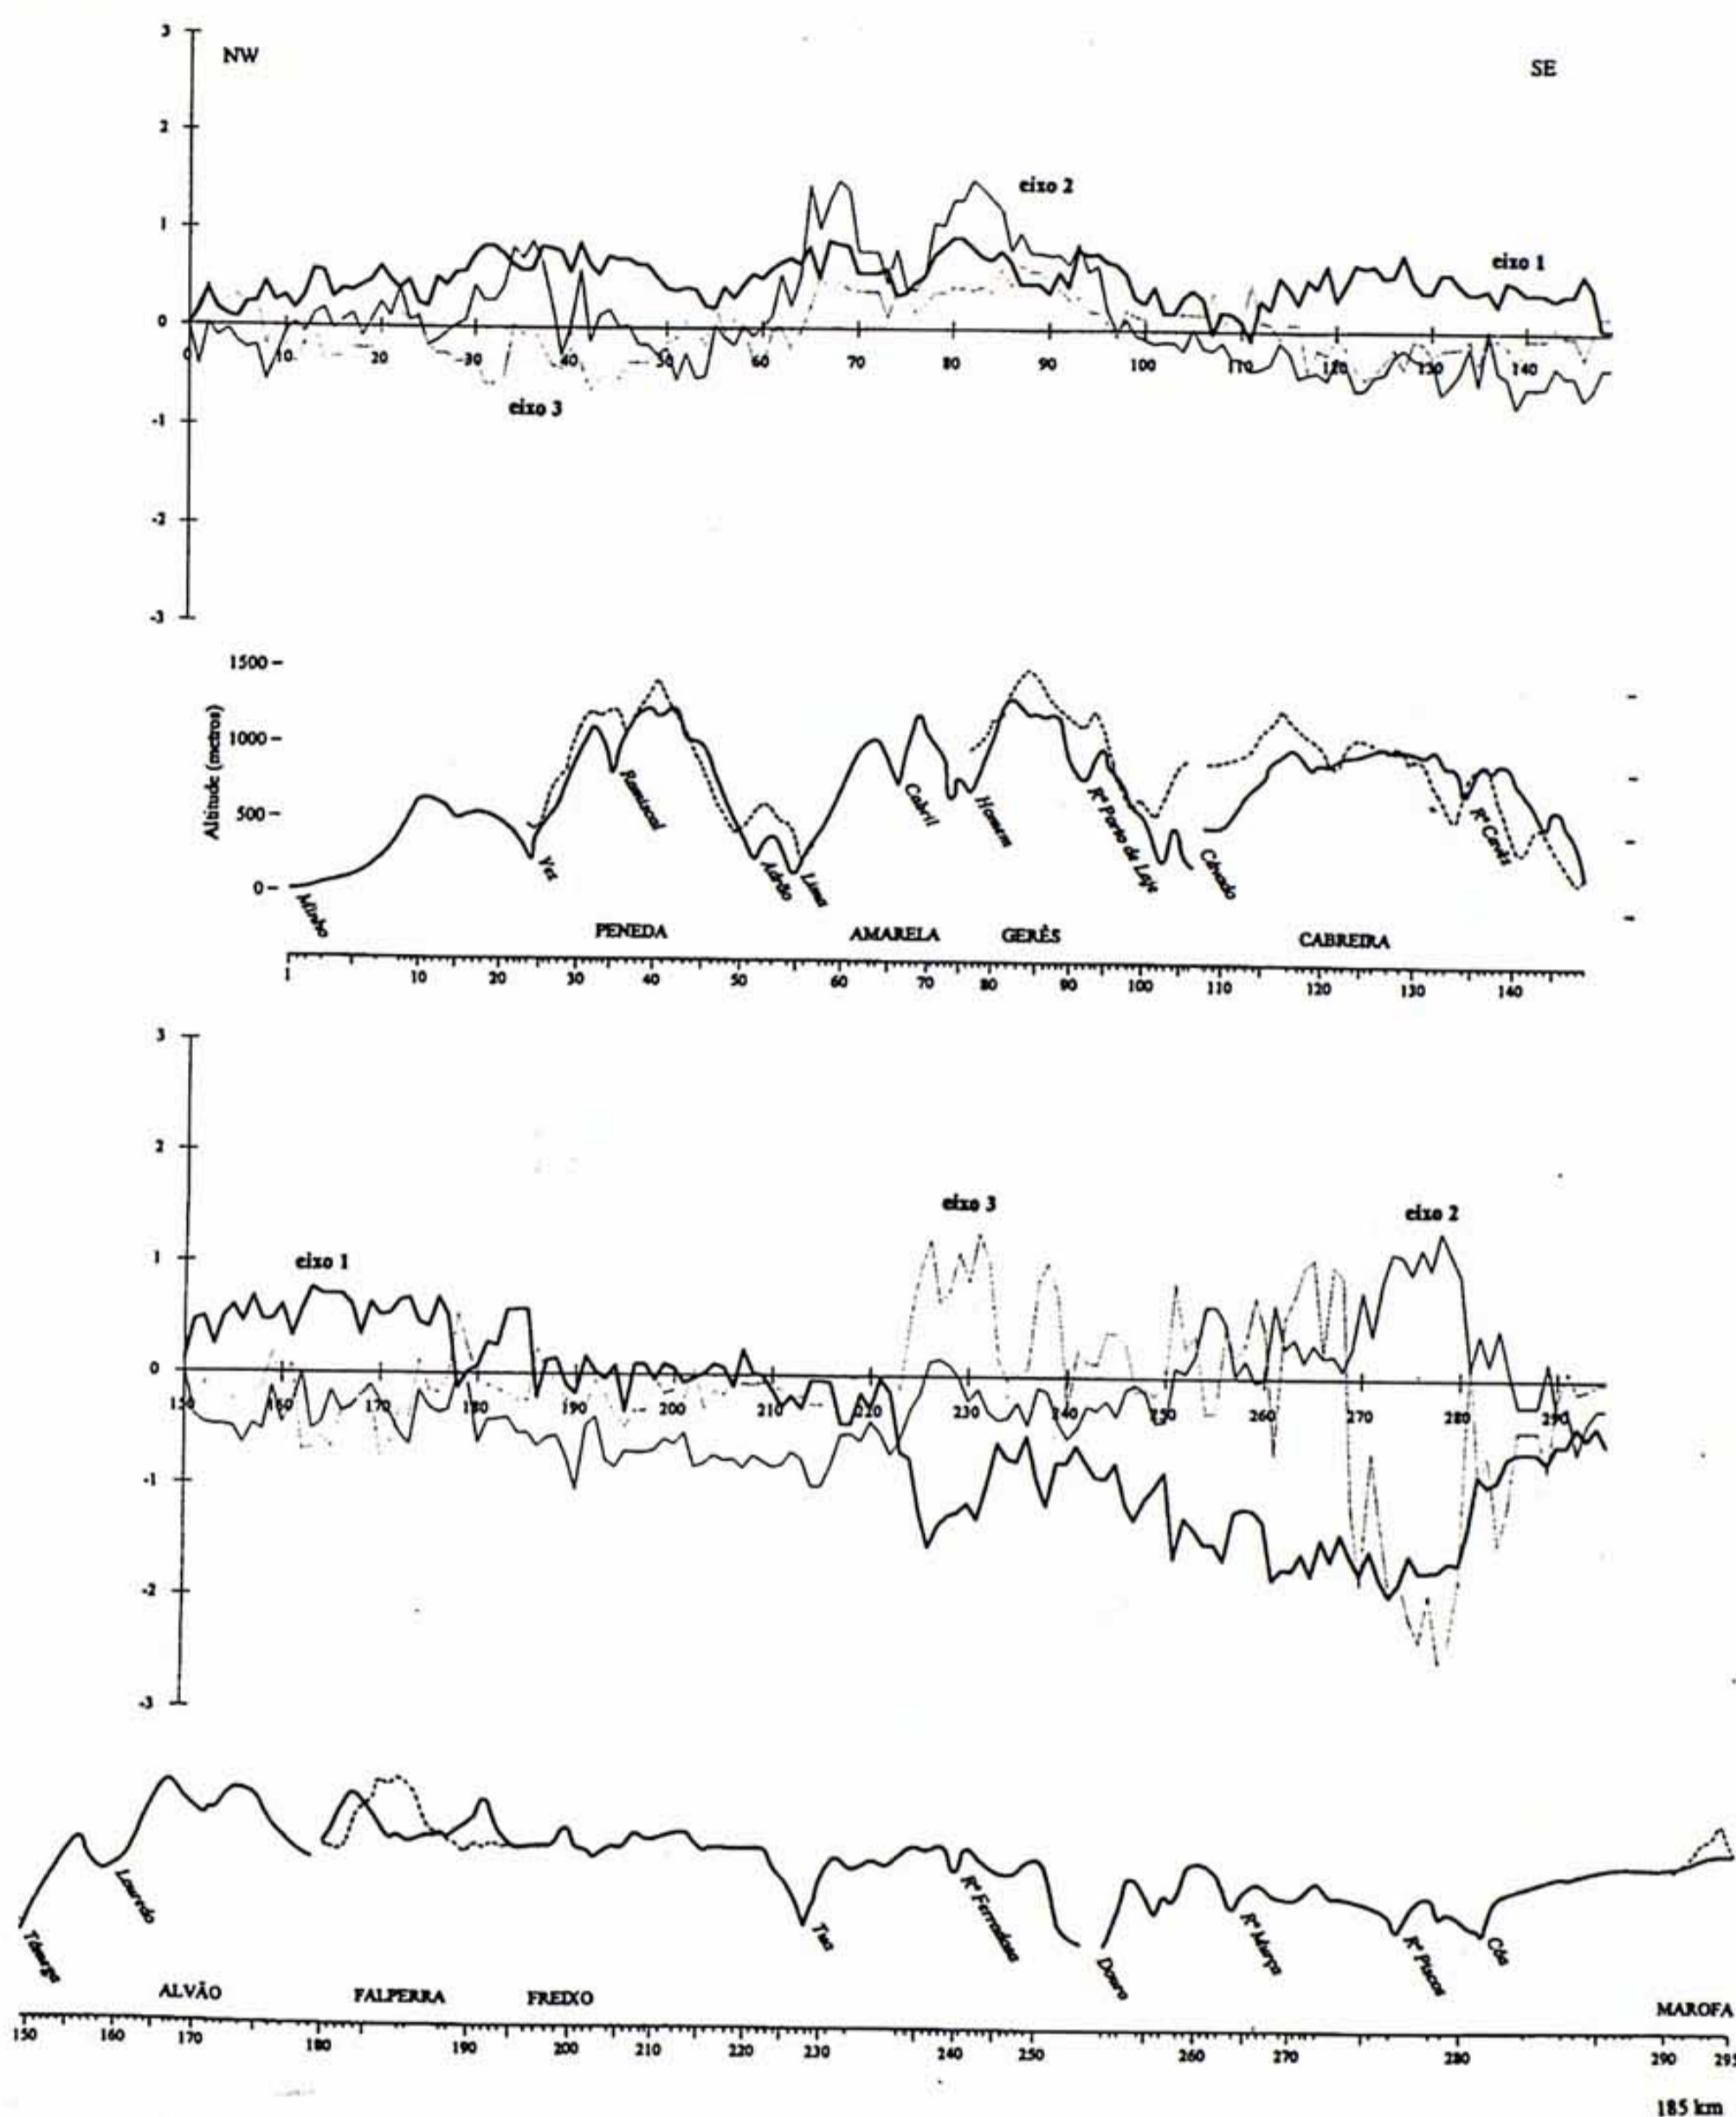 3
NW
SE
2
eixo 2
1
eixo 1
0
0 10 20 30 40 50 60 70 80 90 100 110 120 130 140
eixo 3
-1
-2
-3
1500
1000
500
0
Altitude (metros)
Minho
Vez
Ramiscal
Adrão
Lima
Cabril
Homem
Rª Porto de Laje
Cávado
Rª Cavês
PENEDA AMARELA GERÊS CABREIRA
1 10 20 30 40 50 60 70 80 90 100 110 120 130 140
3
2
eixo 3
eixo 2
1
eixo 1
0
150 160 170 180 190 200 210 220 230 240 250 260 270 280 290
-1
-2
-3
Tâmega
Louredo
Tua
Rª Ferradosa
Douro
Rª Murça
Rª Piscos
Côa
ALVÃO FALPERRA FREIXO MAROFA
150 160 170 180 190 200 210 220 230 240 250 260 270 280 290 295
185 km